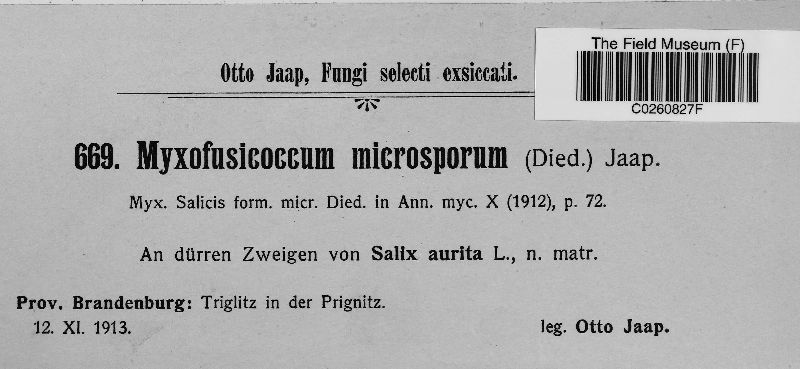 The Field Museum (F)
C0260827F
Otto Jaap, Fungi selecti exsiccati.
669. Myxofusicoccum microsporum (Died.) Jaap.
Myx. Salicis form. micr. Died. in Ann. myc. X (1912), p. 72.
An dürren Zweigen von Salix aurita L., n. matr.
Prov. Brandenburg: Triglitz in der Prignitz.
12. XI. 1913.
leg. Otto Jaap.